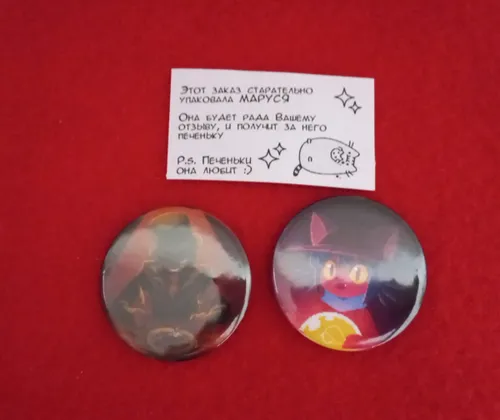 Этот заказ старательно
упаковала МАРУСЯ
Она будет рада Вашему
отзыву, и получит за него
печеньку
P.S. Печеньки
она любит :)